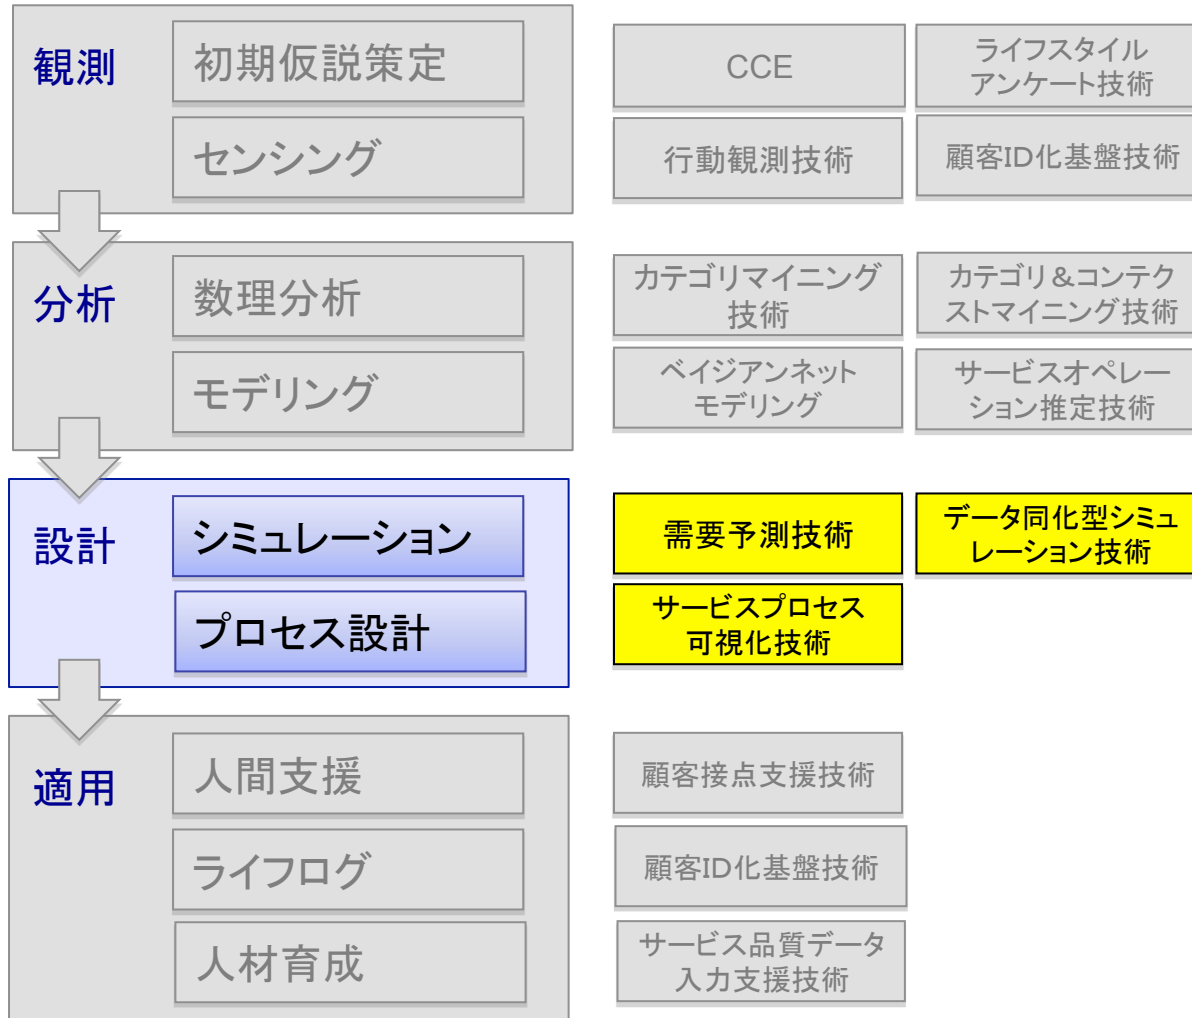 観測
初期仮説策定
センシング
CCE
ライフスタイル
アンケート技術
行動観測技術
顧客ID化基盤技術
分析
数理分析
モデリング
カテゴリマイニング
技術
カテゴリ＆コンテク
ストマイニング技術
ベイジアンネット
モデリング
サービスオペレー
ション推定技術
設計
シミュレーション
プロセス設計
需要予測技術
データ同化型シミュ
レーション技術
サービスプロセス
可視化技術
適用
人間支援
ライフログ
人材育成
顧客接点支援技術
顧客ID化基盤技術
サービス品質データ
入力支援技術